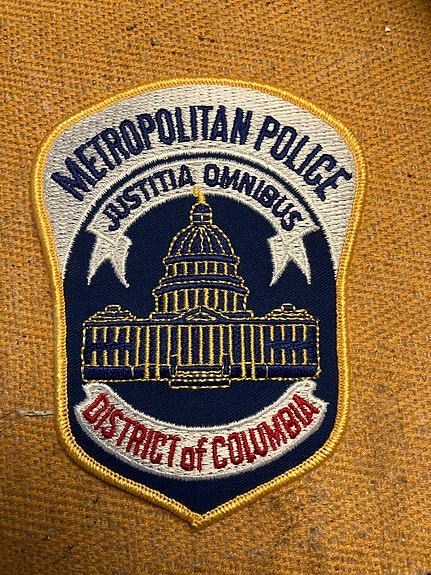 METROPOLITAN POLICE
JUSTITIA OMNIBUS
DISTRICT of COLUMBIA